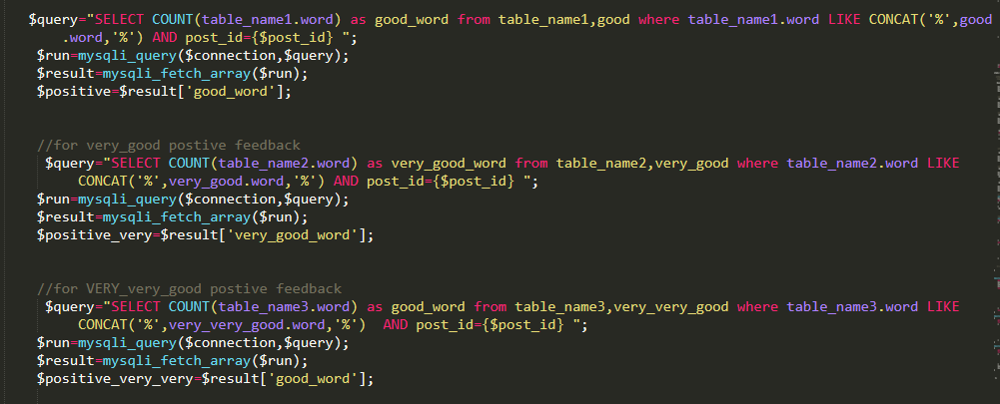 $query="SELECT COUNT(table_name1.word) as good_word from table_name1,good where table_name1.word LIKE CONCAT('%',good
.word,'%') AND post_id={$post_id} ";
$run=mysqli_query($connection,$query);
$result=mysqli_fetch_array($run);
$positive=$result['good_word'];
//for very_good postive feedback
$query="SELECT COUNT(table_name2.word) as very_good_word from table_name2,very_good where table_name2.word LIKE
CONCAT('%',very_good.word,'%') AND post_id={$post_id} ";
$run=mysqli_query($connection,$query);
$result=mysqli_fetch_array($run);
$positive_very=$result['very_good_word'];
//for VERY_very_good postive feedback
$query="SELECT COUNT(table_name3.word) as good_word from table_name3,very_very_good where table_name3.word LIKE
CONCAT('%',very_very_good.word,'%')  AND post_id={$post_id} ";
$run=mysqli_query($connection,$query);
$result=mysqli_fetch_array($run);
$positive_very_very=$result['good_word'];